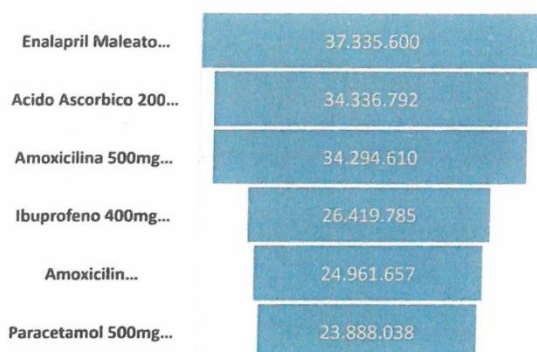 Enalapril Maleato... 37.335.600
Acido Ascorbico 200... 34.336.792
Amoxicilina 500mg... 34.294.610
Ibuprofeno 400mg... 26.419.785
Amoxicilin... 24.961.657
Paracetamol 500mg... 23.888.038